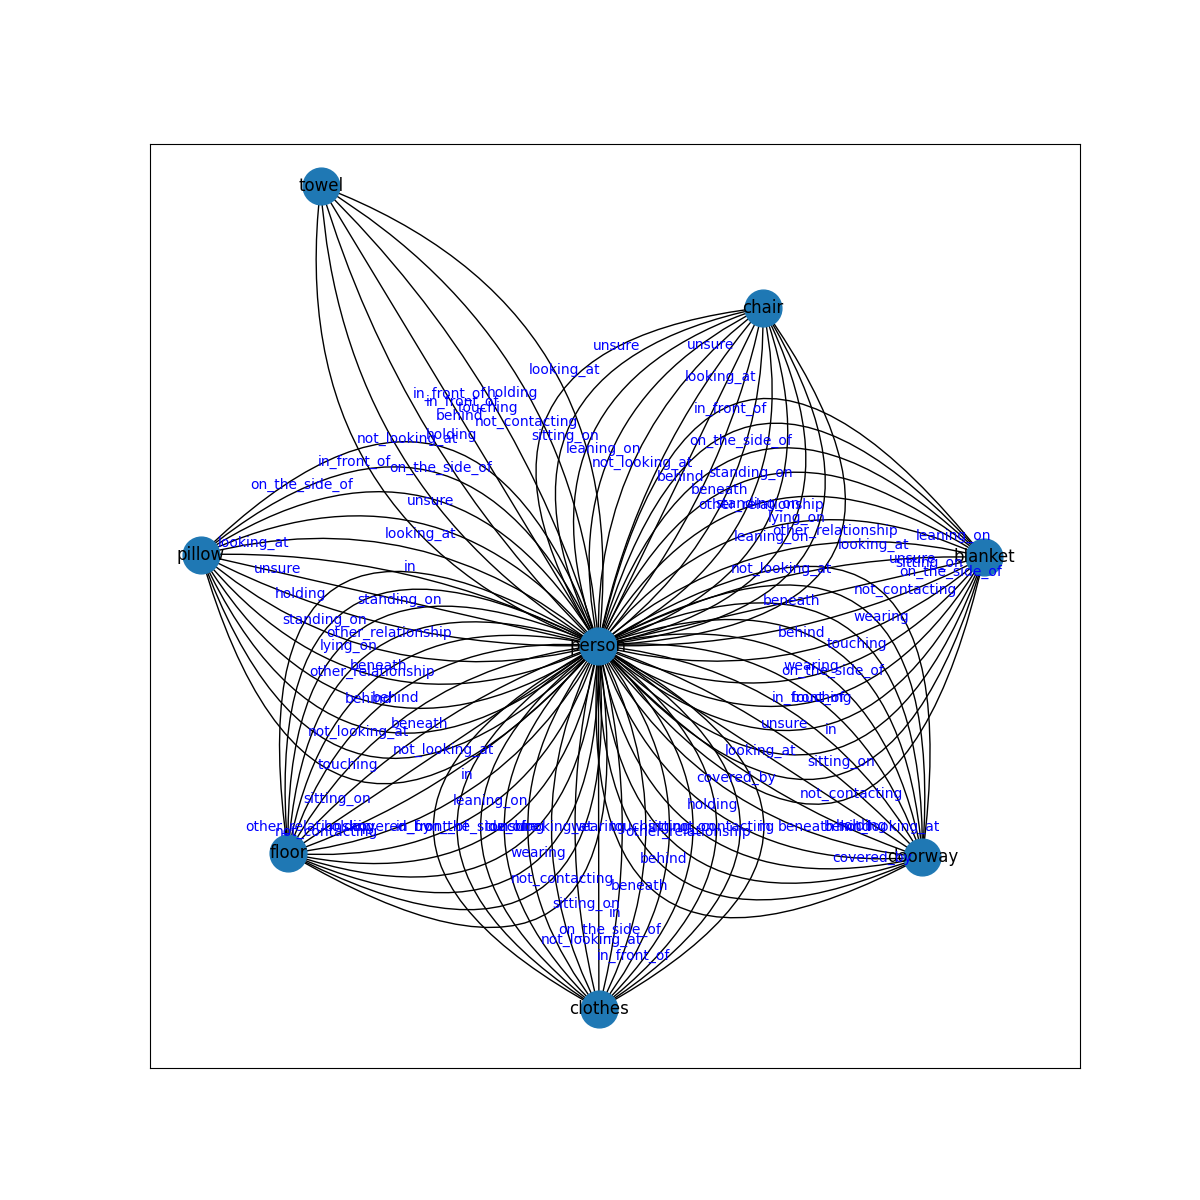 towel
chair
unsure
unsure
looking_at
looking_at
in_front_of
holding
in_front_of
touching
in_front_of
behind
not_contacting
holding
sitting_on
not_looking_at
on_the_side_of
leaning_on
in_front_of
on_the_side_of
not_looking_at
standing_on
behind
on_the_side_of
beneath
unsure
standing_on
other_relationship
lying_on
looking_at
other_relationship
leaning_on
leaning_on
looking_at
looking_at
pillow
blanket
unsure
sitting_on
in
unsure
not_looking_at
on_the_side_of
holding
not_contacting
standing_on
beneath
standing_on
wearing
other_relationship
behind
lying_on
touching
person
beneath
wearing
other_relationship
on_the_side_of
behind
behind
in_front_of
touching
beneath
unsure
not_looking_at
in
not_looking_at
looking_at
touching
sitting_on
in
covered_by
sitting_on
not_contacting
leaning_on
holding
not_contacting
other_relationship
floor
wearing
behind
covered_by
doorway
not_contacting
beneath
sitting_on
in
on_the_side_of
not_looking_at
in_front_of
clothes